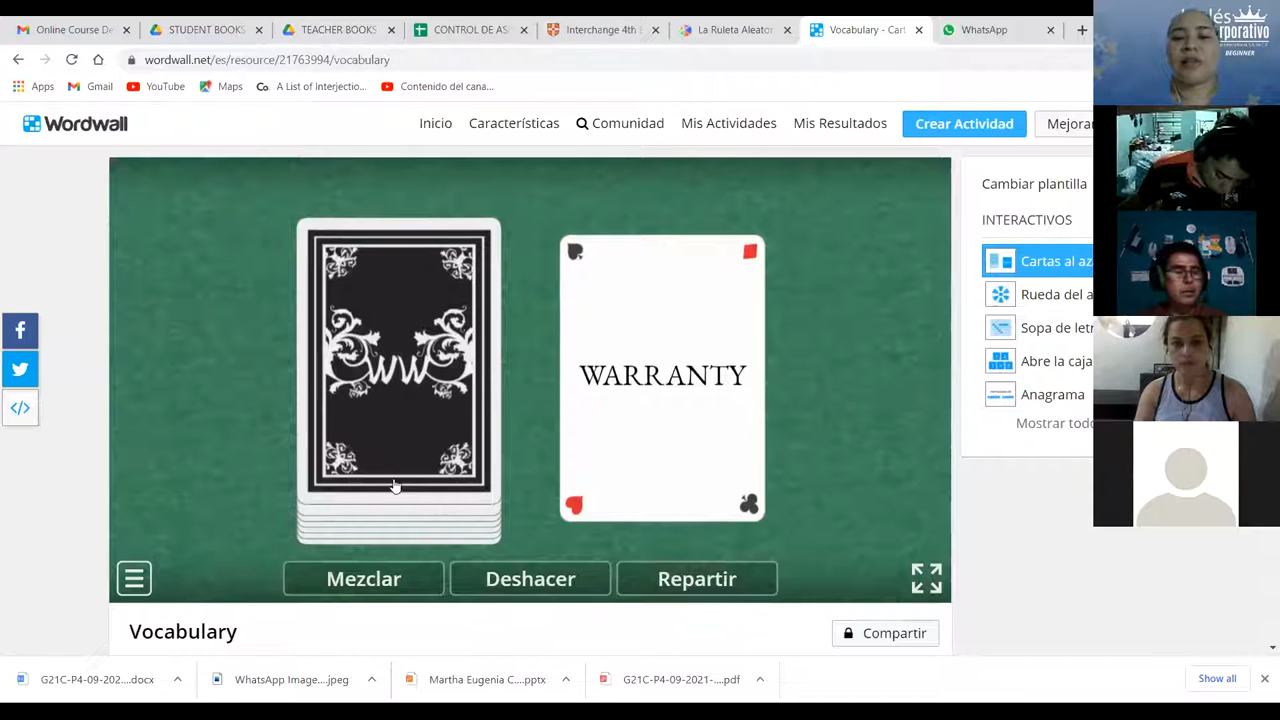 Online Course De
STUDENT BOOKS
TEACHER BOOKS
CONTROL DE AS
Interchange 4th E
La Ruleta Aleator
Vocabulary - Cart
WhatsApp
wordwall.net/es/resource/21763994/vocabulary
Apps
Gmail
YouTube
Maps
A List of Interjectio...
Contenido del cana...
Wordwall
Inicio
Características
Comunidad
Mis Actividades
Mis Resultados
Crear Actividad
Mejorar
WW
WARRANTY
Mezclar
Deshacer
Repartir
Vocabulary
Compartir
Cambiar plantilla
INTERACTIVOS
Cartas al aza
Rueda del a
Sopa de letr
Abre la caja
Anagrama
Mostrar todo
BEGINNER
G21C-P4-09-202....docx
WhatsApp Image....jpeg
Martha Eugenia C....pptx
G21C-P4-09-2021-....pdf
Show all